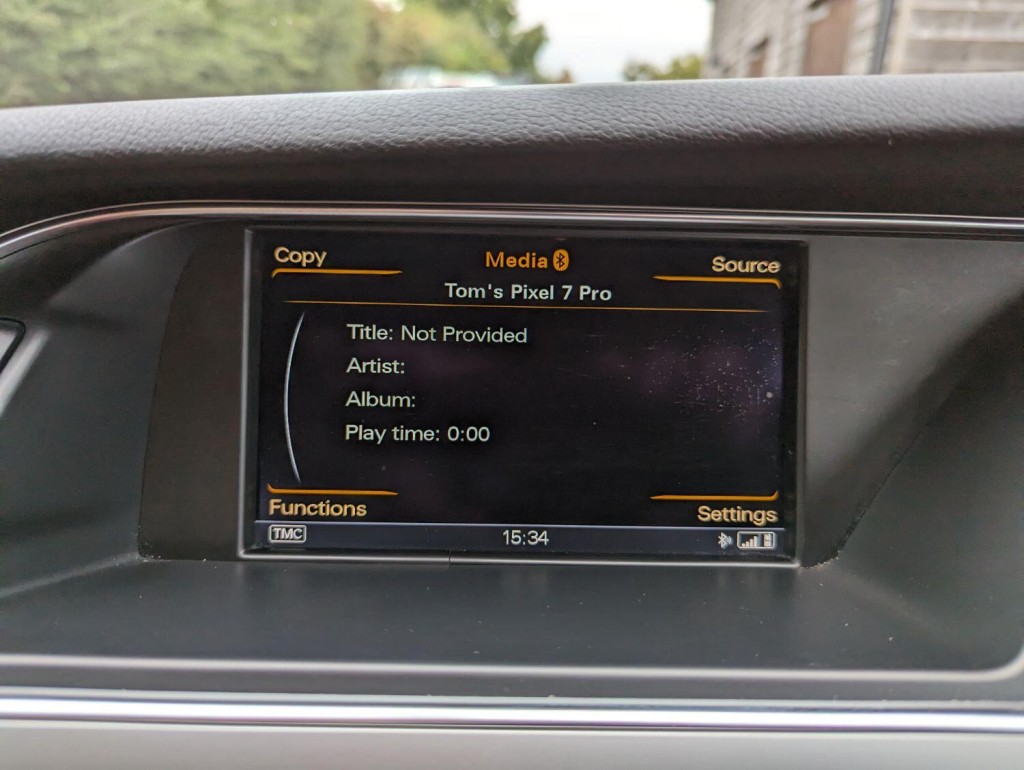 Copy
Media
Source
Tom's Pixel 7 Pro
Title: Not Provided
Artist:
Album:
Play time: 0:00
Functions
Settings
TMC
15:34